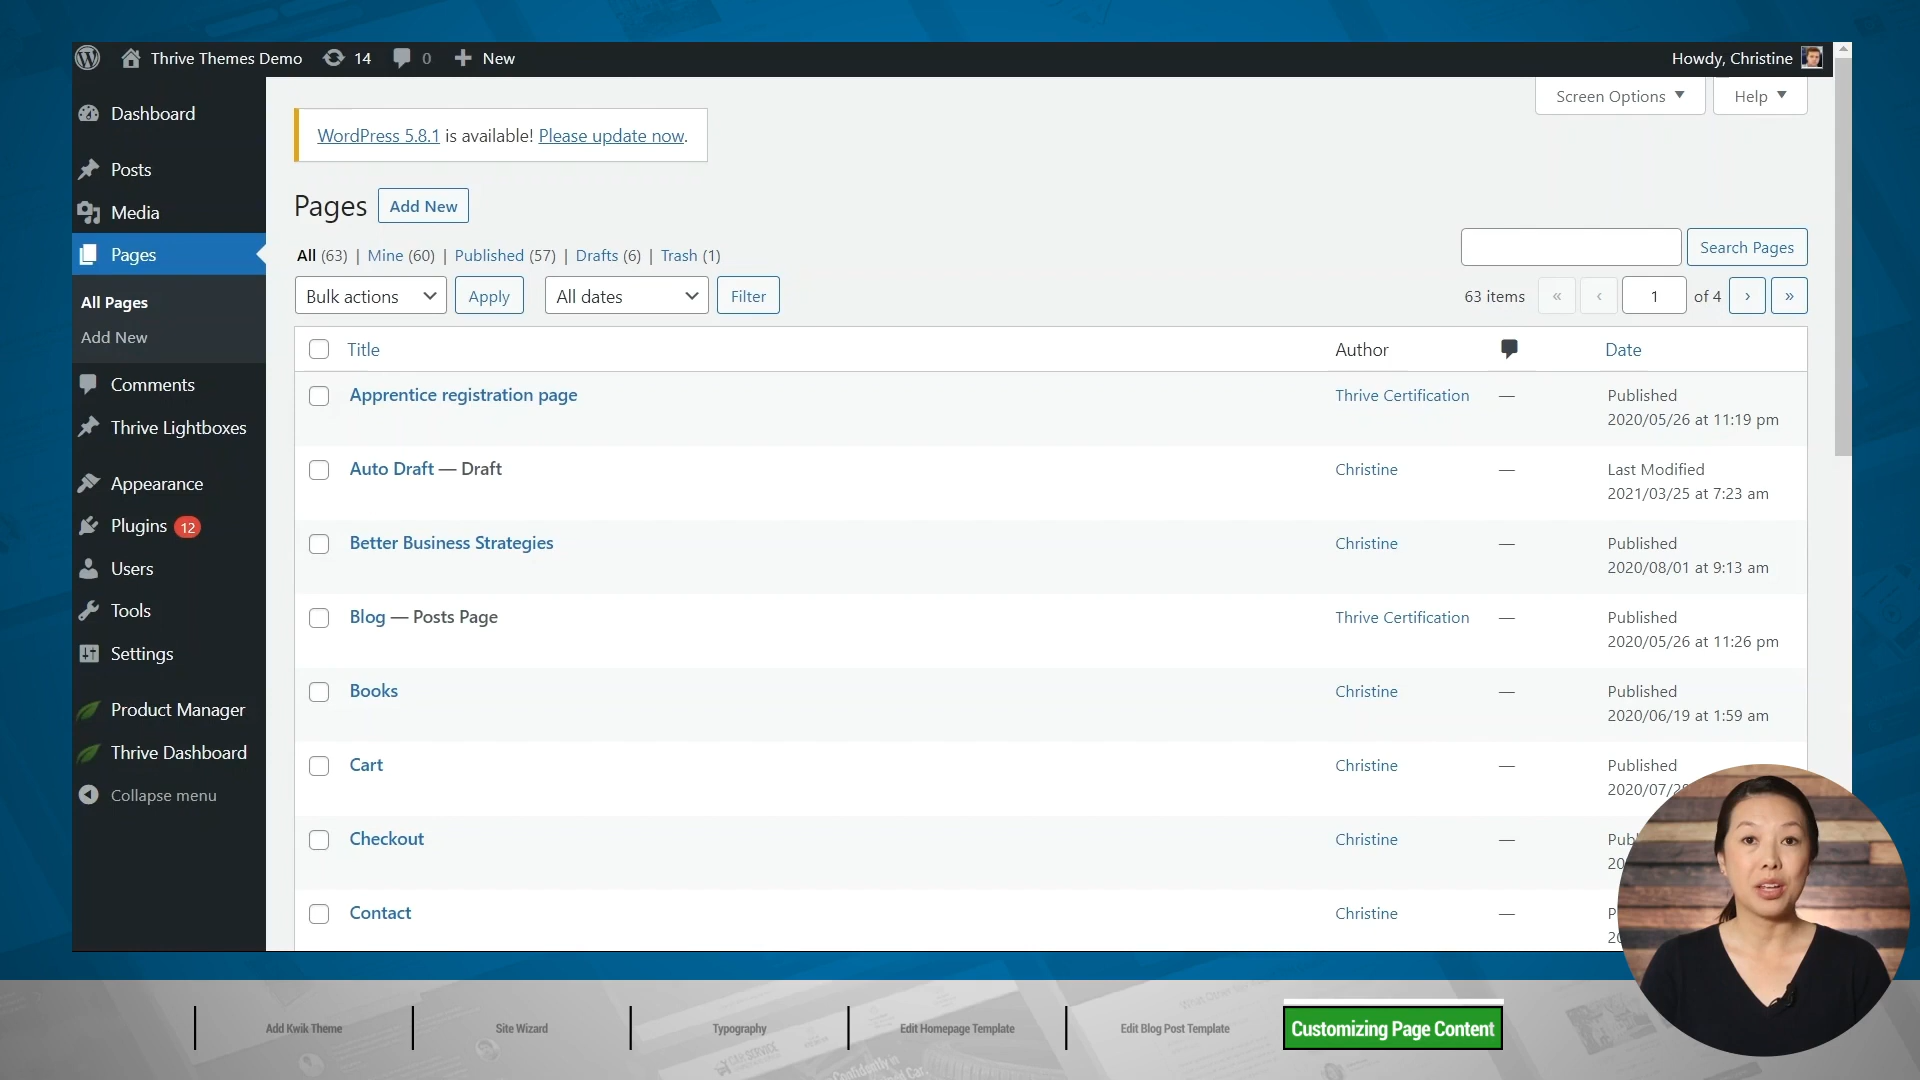 Thrive Themes Demo 14 0 New Howdy, Christine
Screen Options Help
WordPress 5.8.1 is available! Please update now.
Dashboard
Posts
Media
Pages
All Pages
Add New
Comments
Thrive Lightboxes
Appearance
Plugins 12
Users
Tools
Settings
Product Manager
Thrive Dashboard
Collapse menu
Pages Add New
All (63) | Mine (60) | Published (57) | Drafts (6) | Trash (1)
Search Pages
Bulk actions Apply All dates Filter
63 items « ‹ 1 of 4 › »
Title Author Date
Apprentice registration page Thrive Certification — Published
2020/05/26 at 11:19 pm
Auto Draft — Draft Christine — Last Modified
2021/03/25 at 7:23 am
Better Business Strategies Christine — Published
2020/08/01 at 9:13 am
Blog — Posts Page Thrive Certification — Published
2020/05/26 at 11:26 pm
Books Christine — Published
2020/06/19 at 1:59 am
Cart Christine — Published
2020/07/
Checkout Christine — Pub
20
Contact Christine — P
20
Add Kwik Theme
Site Wizard
Typography
Edit Homepage Template
Edit Blog Post Template
Customizing Page Content